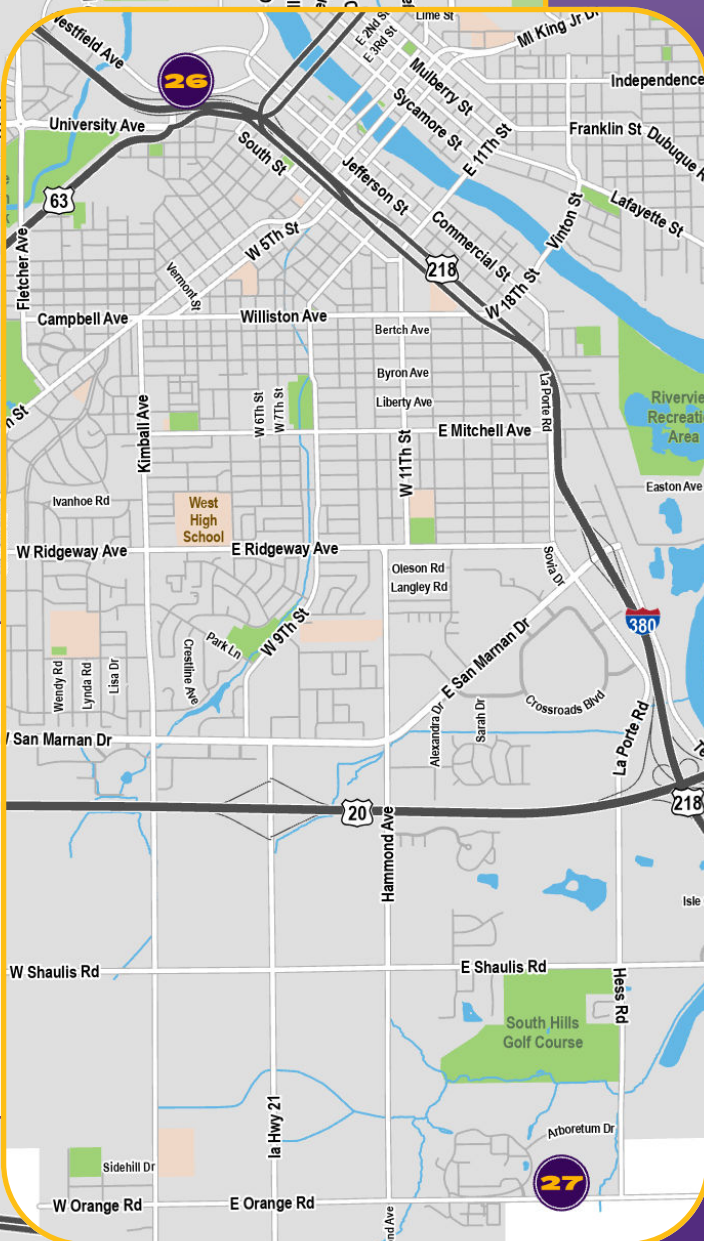 E 2Nd St
E 3Rd St
Lime St
Ml King Jr Dr
Westfield Ave
26
Mulberry St
Independence
Sycamore St
University Ave
Franklin St
Dubuque R
South St
E 11Th St
Jefferson St
63
Lafayette St
Vinton St
Commercial St
W 5Th St
Fletcher Ave
218
Vermont St
W 18Th St
Campbell Ave
Williston Ave
Bertch Ave
Byron Ave
La Porte Rd
Liberty Ave
W 6Th St
W 7Th St
Kimball Ave
Rivervie
Recreati
Area
n St
E Mitchell Ave
W 11Th St
Easton Ave
Ivanhoe Rd
West
High
School
W Ridgeway Ave
E Ridgeway Ave
Oleson Rd
Langley Rd
Sovia Dr
380
W 9Th St
Park Ln
E San Marnan Dr
Wendy Rd
Lynda Rd
Lisa Dr
Crestline Ave
Crossroads Blvd
Alexandra Dr
Sarah Dr
La Porte Rd
San Marnan Dr
Te
218
20
Hammond Ave
Isle
W Shaulis Rd
E Shaulis Rd
Hess Rd
South Hills
Golf Course
Ia Hwy 21
Arboretum Dr
Sidehill Dr
27
W Orange Rd
E Orange Rd
nd Ave